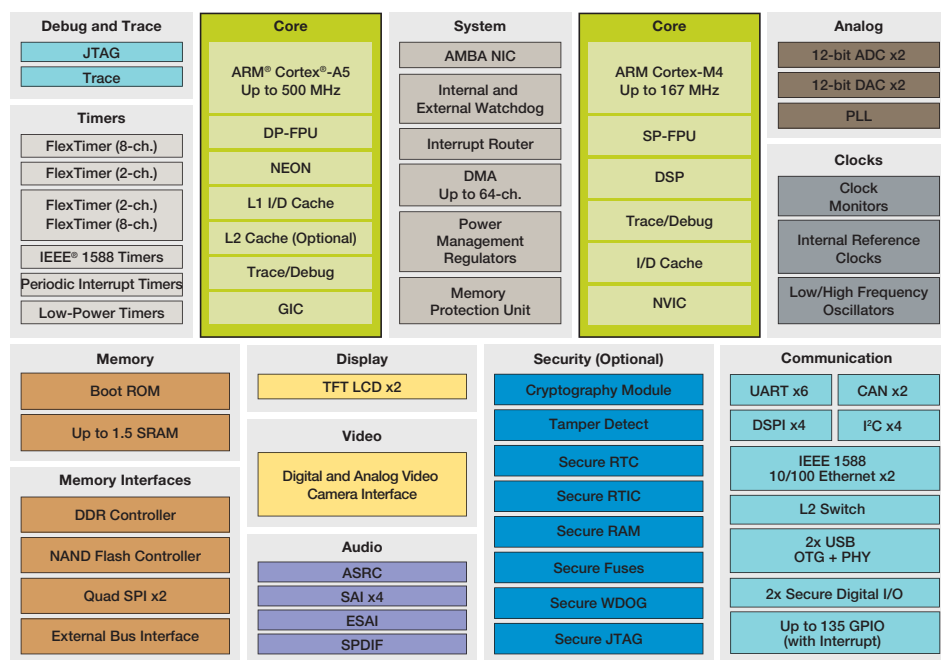 Debug and Trace
JTAG
Trace
Timers
FlexTimer (8-ch.)
FlexTimer (2-ch.)
FlexTimer (2-ch.)
FlexTimer (8-ch.)
IEEE® 1588 Timers
Periodic Interrupt Timers
Low-Power Timers
Core
ARM® Cortex®-A5
Up to 500 MHz
DP-FPU
NEON
L1 I/D Cache
L2 Cache (Optional)
Trace/Debug
GIC
System
AMBA NIC
Internal and
External Watchdog
Interrupt Router
DMA
Up to 64-ch.
Power
Management
Regulators
Memory
Protection Unit
Core
ARM Cortex-M4
Up to 167 MHz
SP-FPU
DSP
Trace/Debug
I/D Cache
NVIC
Analog
12-bit ADC x2
12-bit DAC x2
PLL
Clocks
Clock
Monitors
Internal Reference
Clocks
Low/High Frequency
Oscillators
Memory
Boot ROM
Up to 1.5 SRAM
Memory Interfaces
DDR Controller
NAND Flash Controller
Quad SPI x2
External Bus Interface
Display
TFT LCD x2
Video
Digital and Analog Video
Camera Interface
Audio
ASRC
SAI x4
ESAI
SPDIF
Security (Optional)
Cryptography Module
Tamper Detect
Secure RTC
Secure RTIC
Secure RAM
Secure Fuses
Secure WDOG
Secure JTAG
Communication
UART x6
CAN x2
DSPI x4
I²C x4
IEEE 1588
10/100 Ethernet x2
L2 Switch
2x USB
OTG + PHY
2x Secure Digital I/O
Up to 135 GPIO
(with Interrupt)